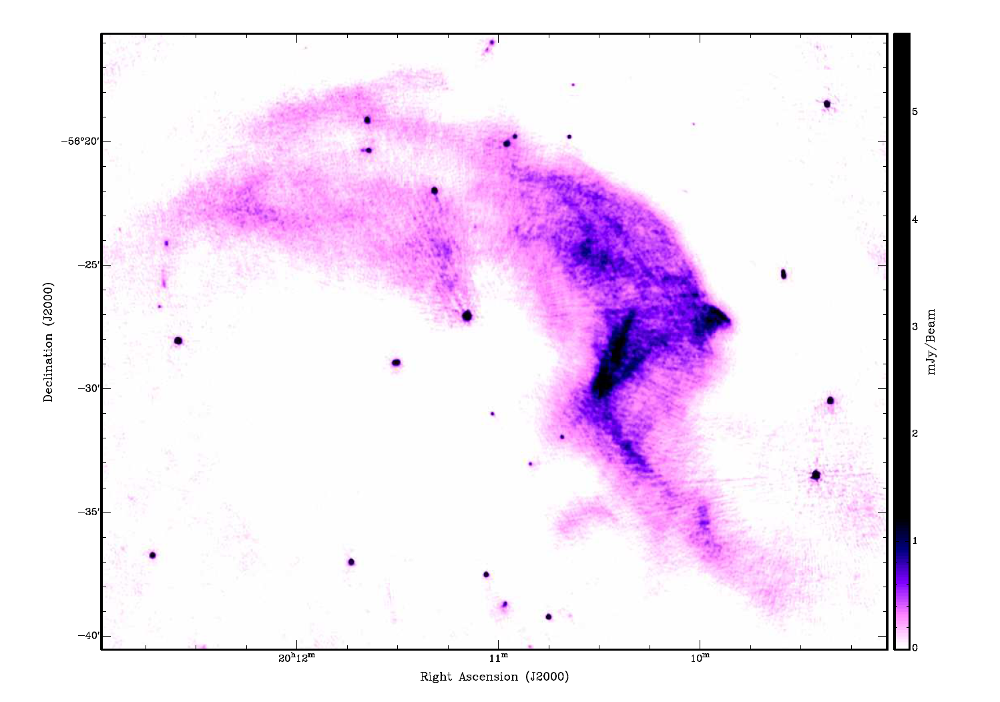 5
−56°20′
4
−25′
3
Declination (J2000)
mJy/Beam
−30′
2
−35′
1
−40′
0
20ʰ12ᵐ 11ᵐ 10ᵐ
Right Ascension (J2000)